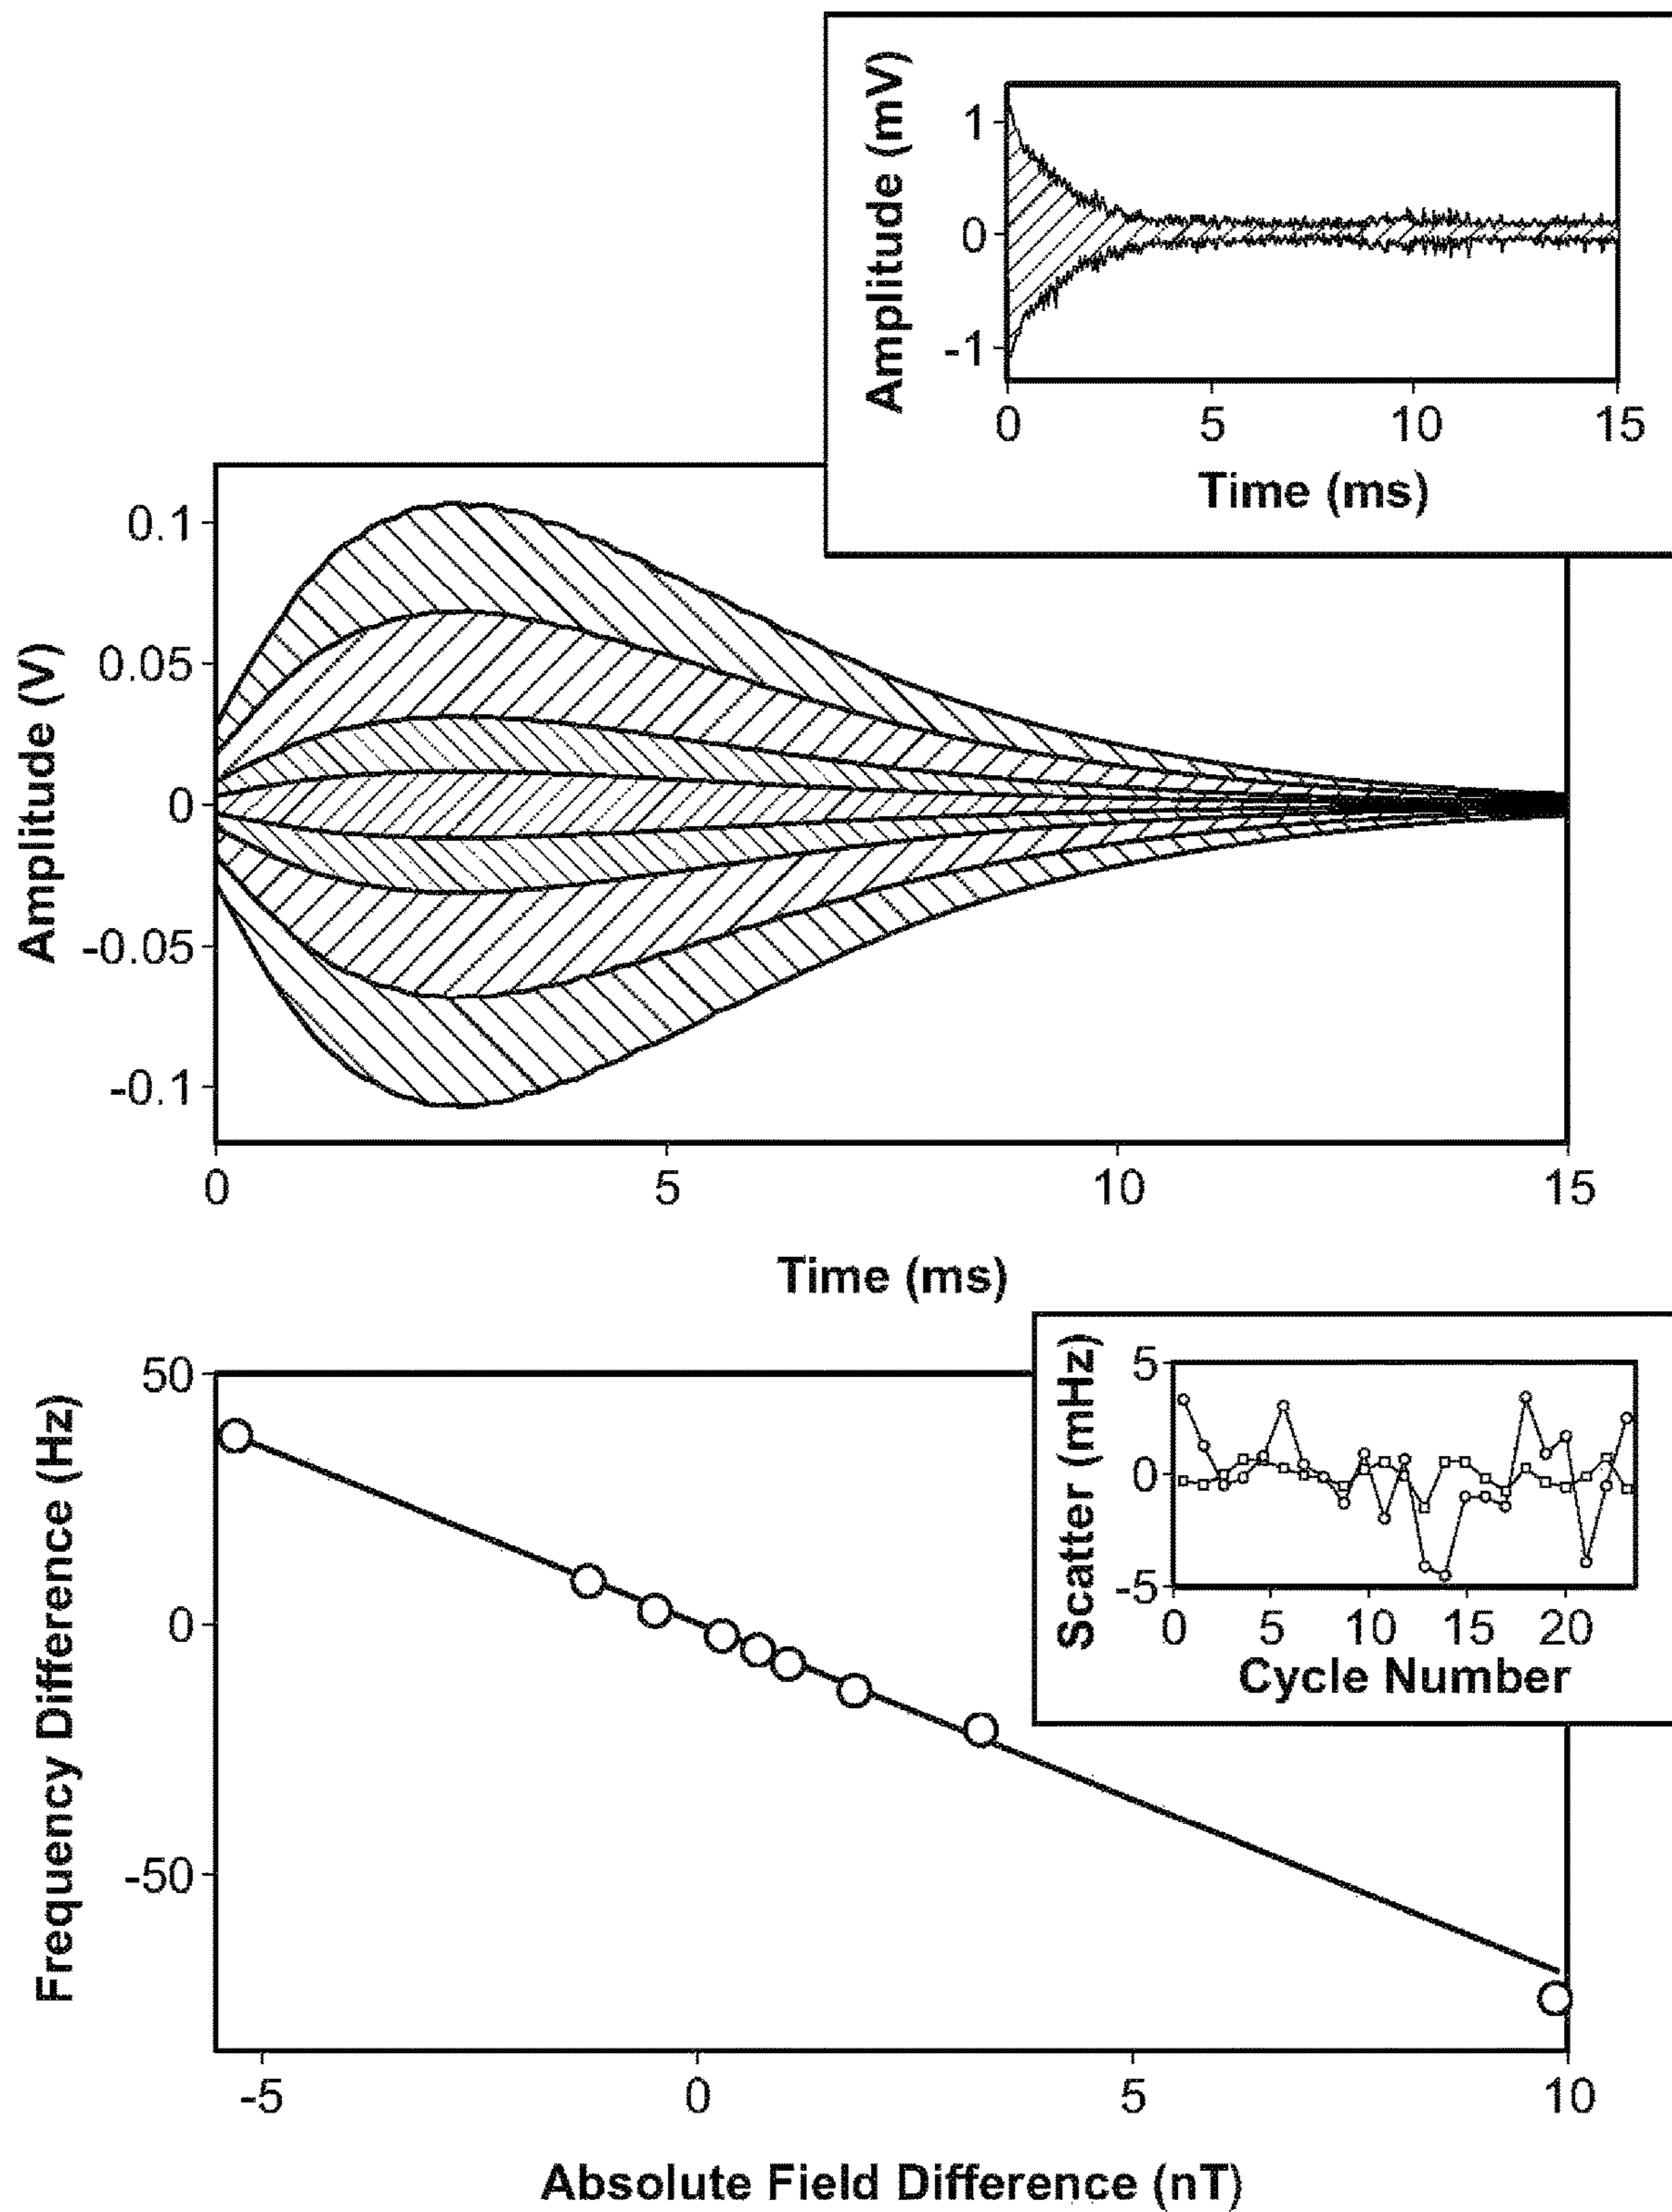 Amplitude (mV)
1
0
-1
0 5 10 15
Time (ms)
Amplitude (V)
0.1
0.05
0
-0.05
-0.1
0 5 10 15
Time (ms)
Frequency Difference (Hz)
50
0
-50
Scatter (mHz)
5
0
-5
0 5 10 15 20
Cycle Number
-5 0 5 10
Absolute Field Difference (nT)